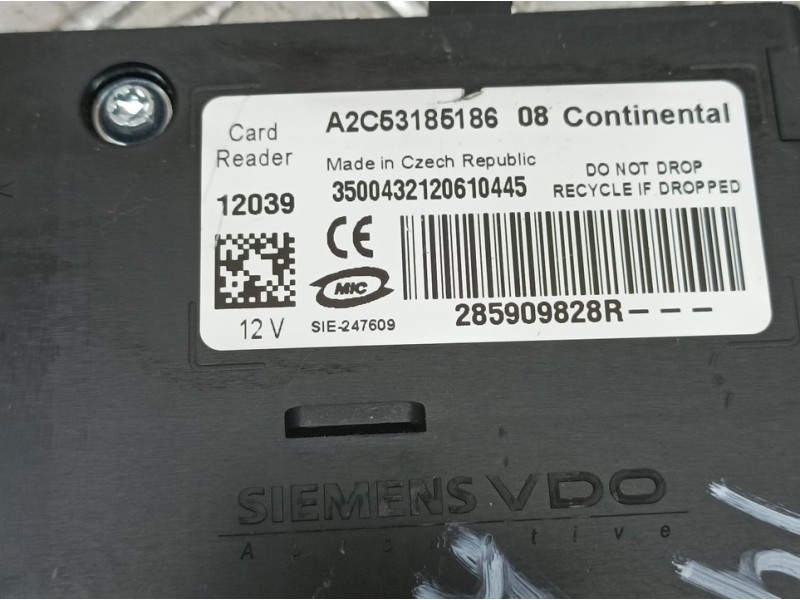 A2C53185186 08 Continental
Card
Reader
Made in Czech Republic
DO NOT DROP
RECYCLE IF DROPPED
12039
3500432120610445
CE
MIC
12 V
SIE-247609
285909828R---
SIEMENS VDO
Automotive